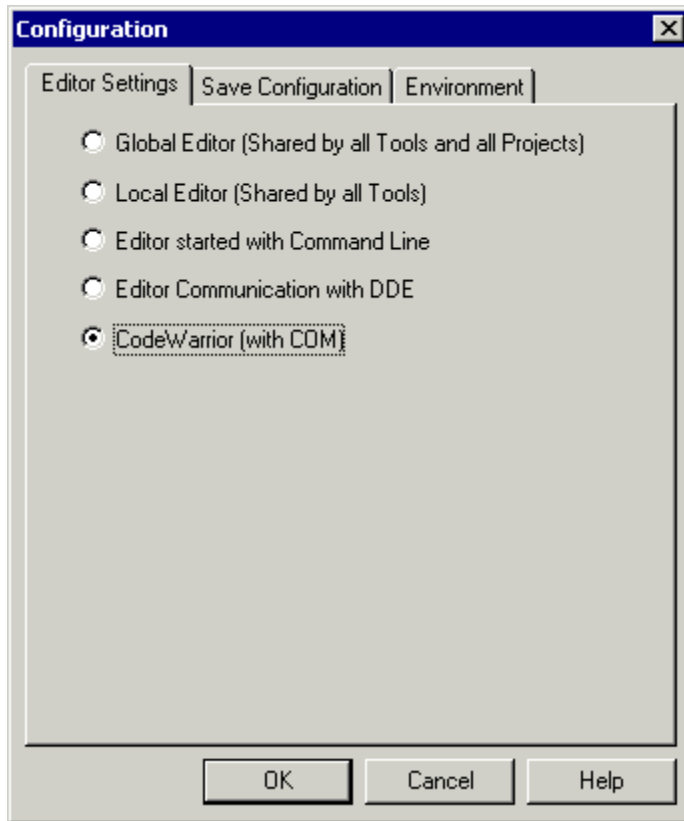 Configuration
Editor Settings Save Configuration Environment
Global Editor (Shared by all Tools and all Projects)
Local Editor (Shared by all Tools)
Editor started with Command Line
Editor Communication with DDE
CodeWarrior (with COM)
OK Cancel Help